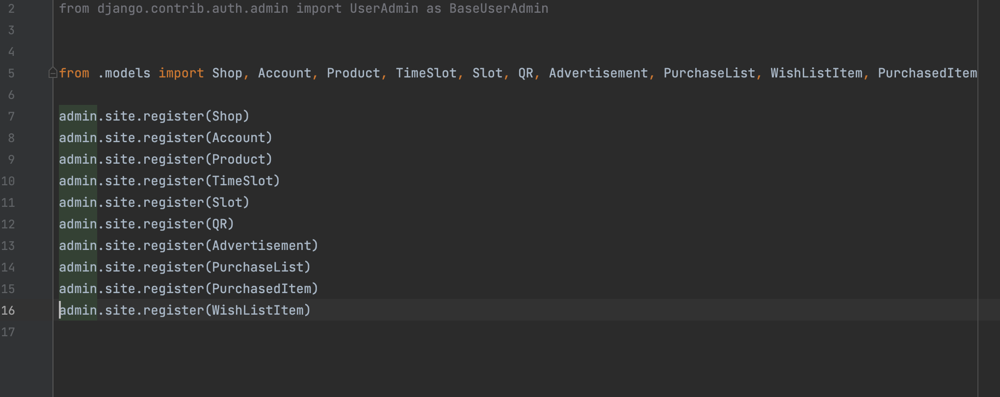 2 from django.contrib.auth.admin import UserAdmin as BaseUserAdmin
3
4
5 from .models import Shop, Account, Product, TimeSlot, Slot, QR, Advertisement, PurchaseList, WishListItem, PurchasedItem
6
7 admin.site.register(Shop)
8 admin.site.register(Account)
9 admin.site.register(Product)
10 admin.site.register(TimeSlot)
11 admin.site.register(Slot)
12 admin.site.register(QR)
13 admin.site.register(Advertisement)
14 admin.site.register(PurchaseList)
15 admin.site.register(PurchasedItem)
16 admin.site.register(WishListItem)
17